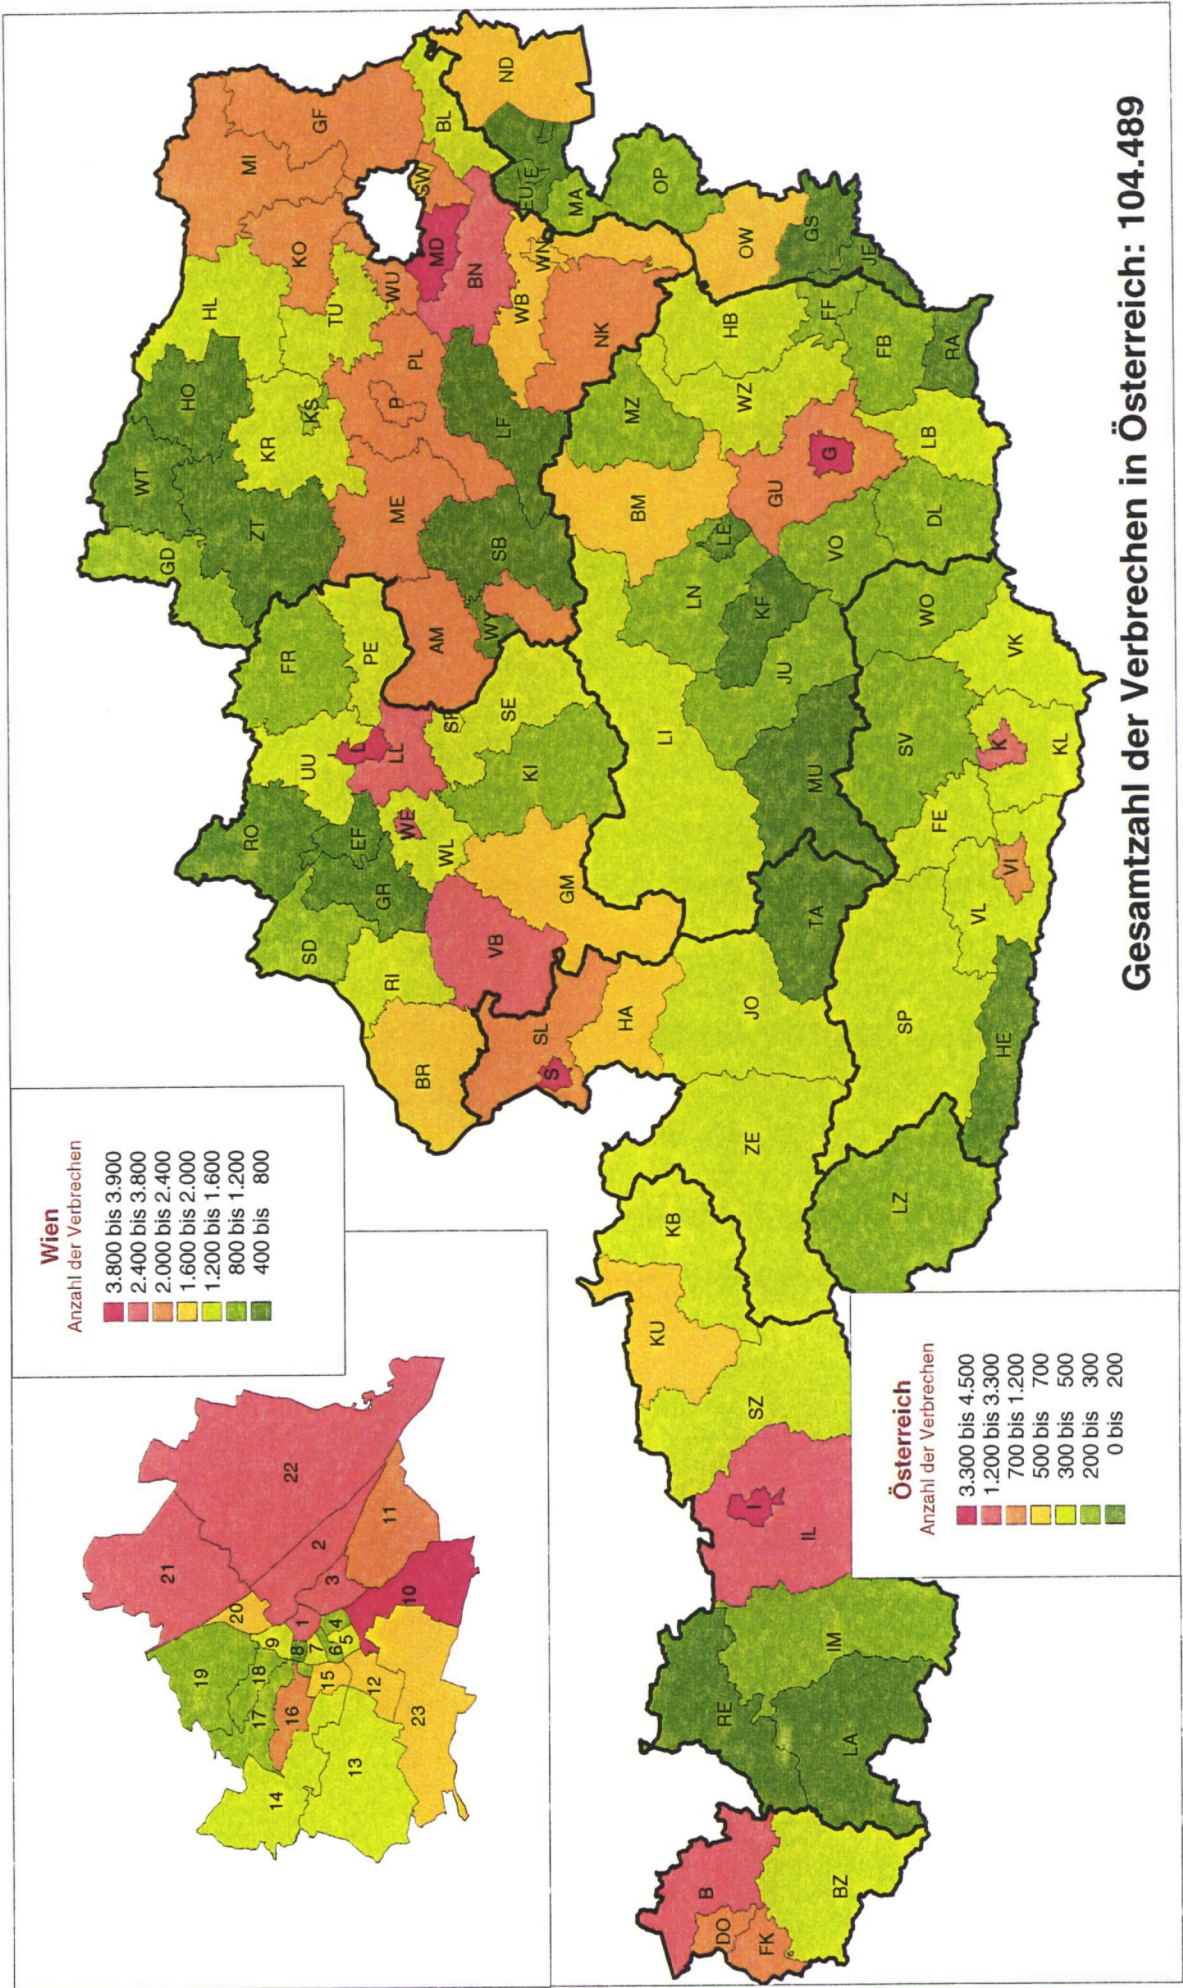 Wien
Anzahl der Verbrechen
3.800 bis 3.900
2.400 bis 3.800
2.000 bis 2.400
1.600 bis 2.000
1.200 bis 1.600
800 bis 1.200
400 bis 800
21
22
20
2
19
9
1
3
11
18
8
7
4
17
6
5
10
16
15
14
12
13
23
Österreich
Anzahl der Verbrechen
3.300 bis 4.500
1.200 bis 3.300
700 bis 1.200
500 bis 700
300 bis 500
200 bis 300
0 bis 200
GD
WT
HO
HL
MI
GF
ZT
KR
KS
KO
TU
RO
FR
UU
PE
ME
P
PL
WU
SW
BL
SD
EF
GR
L
LL
AM
MD
BN
ND
RI
WE
WL
SE
WY
SB
LF
WB
WN
EU
E
MA
BR
VB
GM
KI
NK
OP
SL
S
HA
LI
BM
MZ
HB
OW
KU
KB
ZE
JO
LN
LE
WZ
FF
GS
B
RE
I
SZ
TA
MU
JU
KF
GU
G
FB
JE
DO
FK
IM
IL
VO
BZ
LA
LZ
SP
SV
WO
DL
LB
RA
HE
VL
FE
VI
K
KL
VK
Gesamtzahl der Verbrechen in Österreich: 104.489